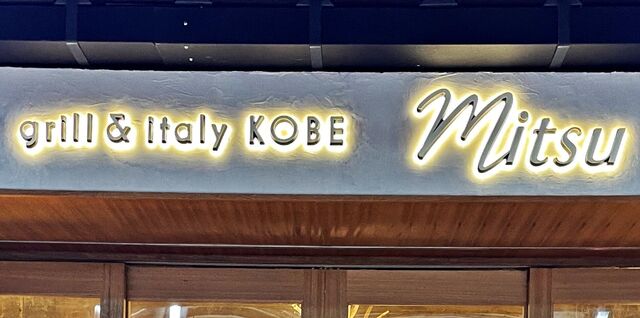 grill & italy KOBE Mitsu